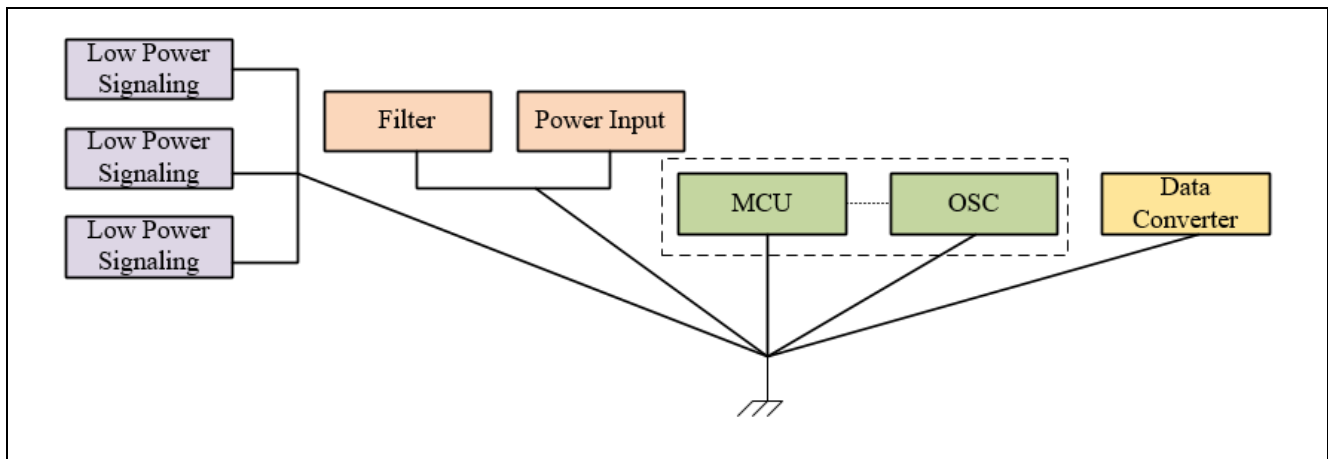 Low Power
Signaling
Low Power
Signaling
Low Power
Signaling
Filter
Power Input
MCU
OSC
Data
Converter